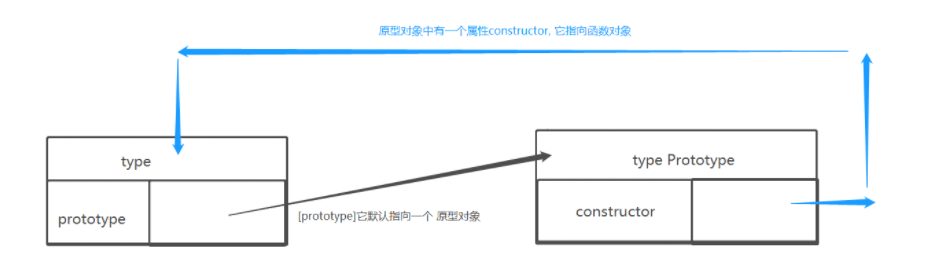 原型对象中有一个属性constructor, 它指向函数对象
type
type Prototype
prototype
[prototype]它默认指向一个 原型对象
constructor